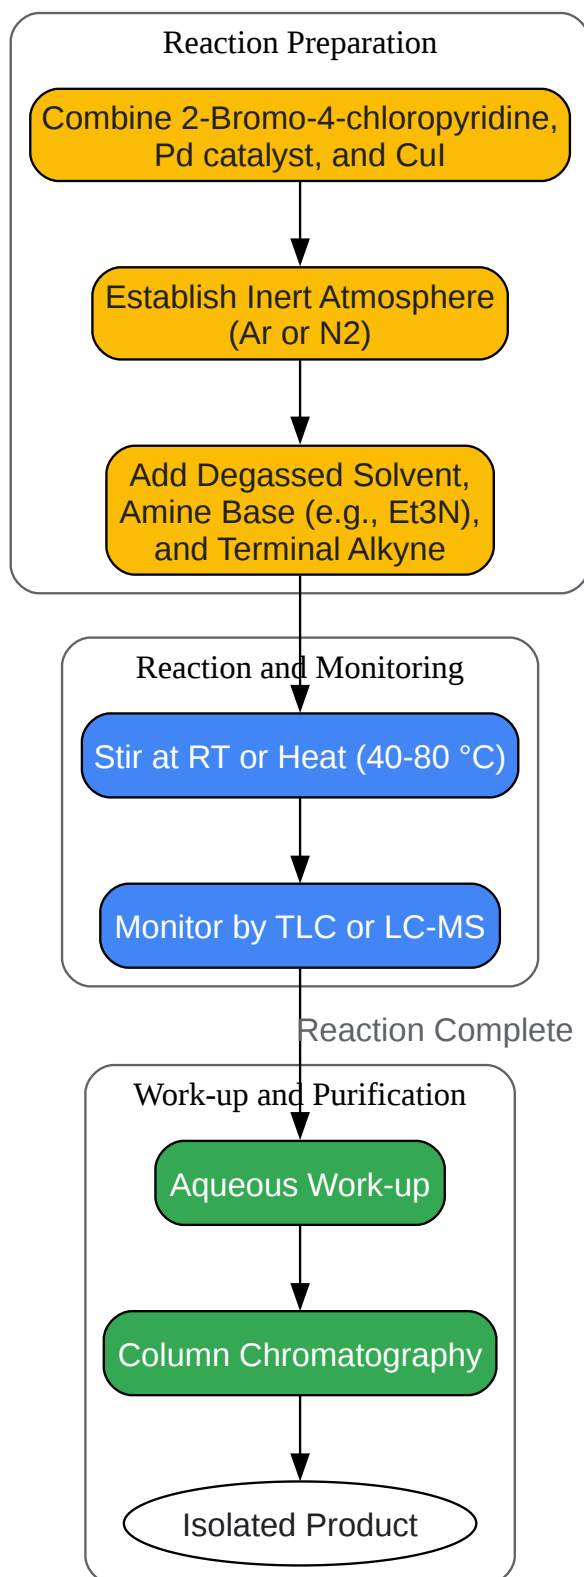 Reaction Preparation
Combine 2-Bromo-4-chloropyridine,
Pd catalyst, and CuI
Establish Inert Atmosphere
(Ar or N2)
Add Degassed Solvent,
Amine Base (e.g., Et3N),
and Terminal Alkyne
Reaction and Monitoring
Stir at RT or Heat (40-80 °C)
Monitor by TLC or LC-MS
Reaction Complete
Work-up and Purification
Aqueous Work-up
Column Chromatography
Isolated Product